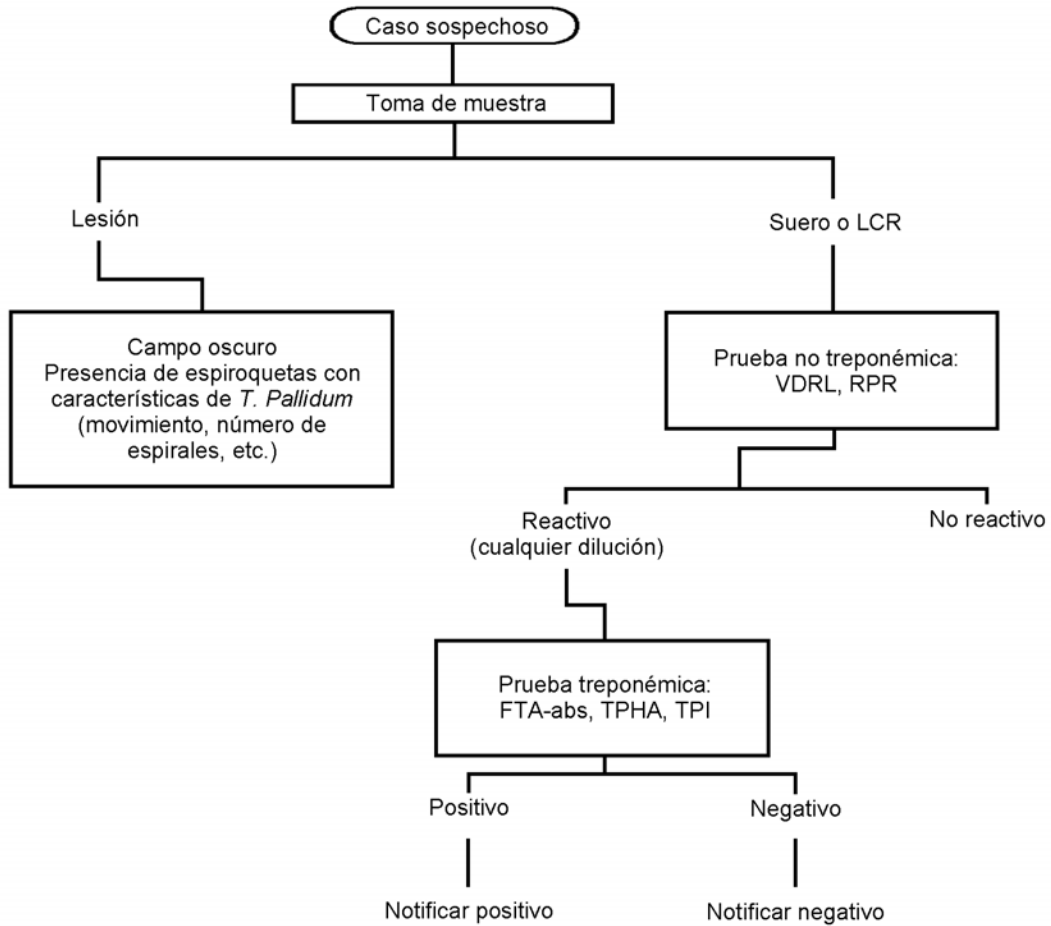 Caso sospechoso
Toma de muestra
Lesión
Suero o LCR
Campo oscuro
Presencia de espiroquetas con
características de T. Pallidum
(movimiento, número de
espirales, etc.)
Prueba no treponémica:
VDRL, RPR
Reactivo
(cualquier dilución)
No reactivo
Prueba treponémica:
FTA-abs, TPHA, TPI
Positivo
Negativo
Notificar positivo
Notificar negativo